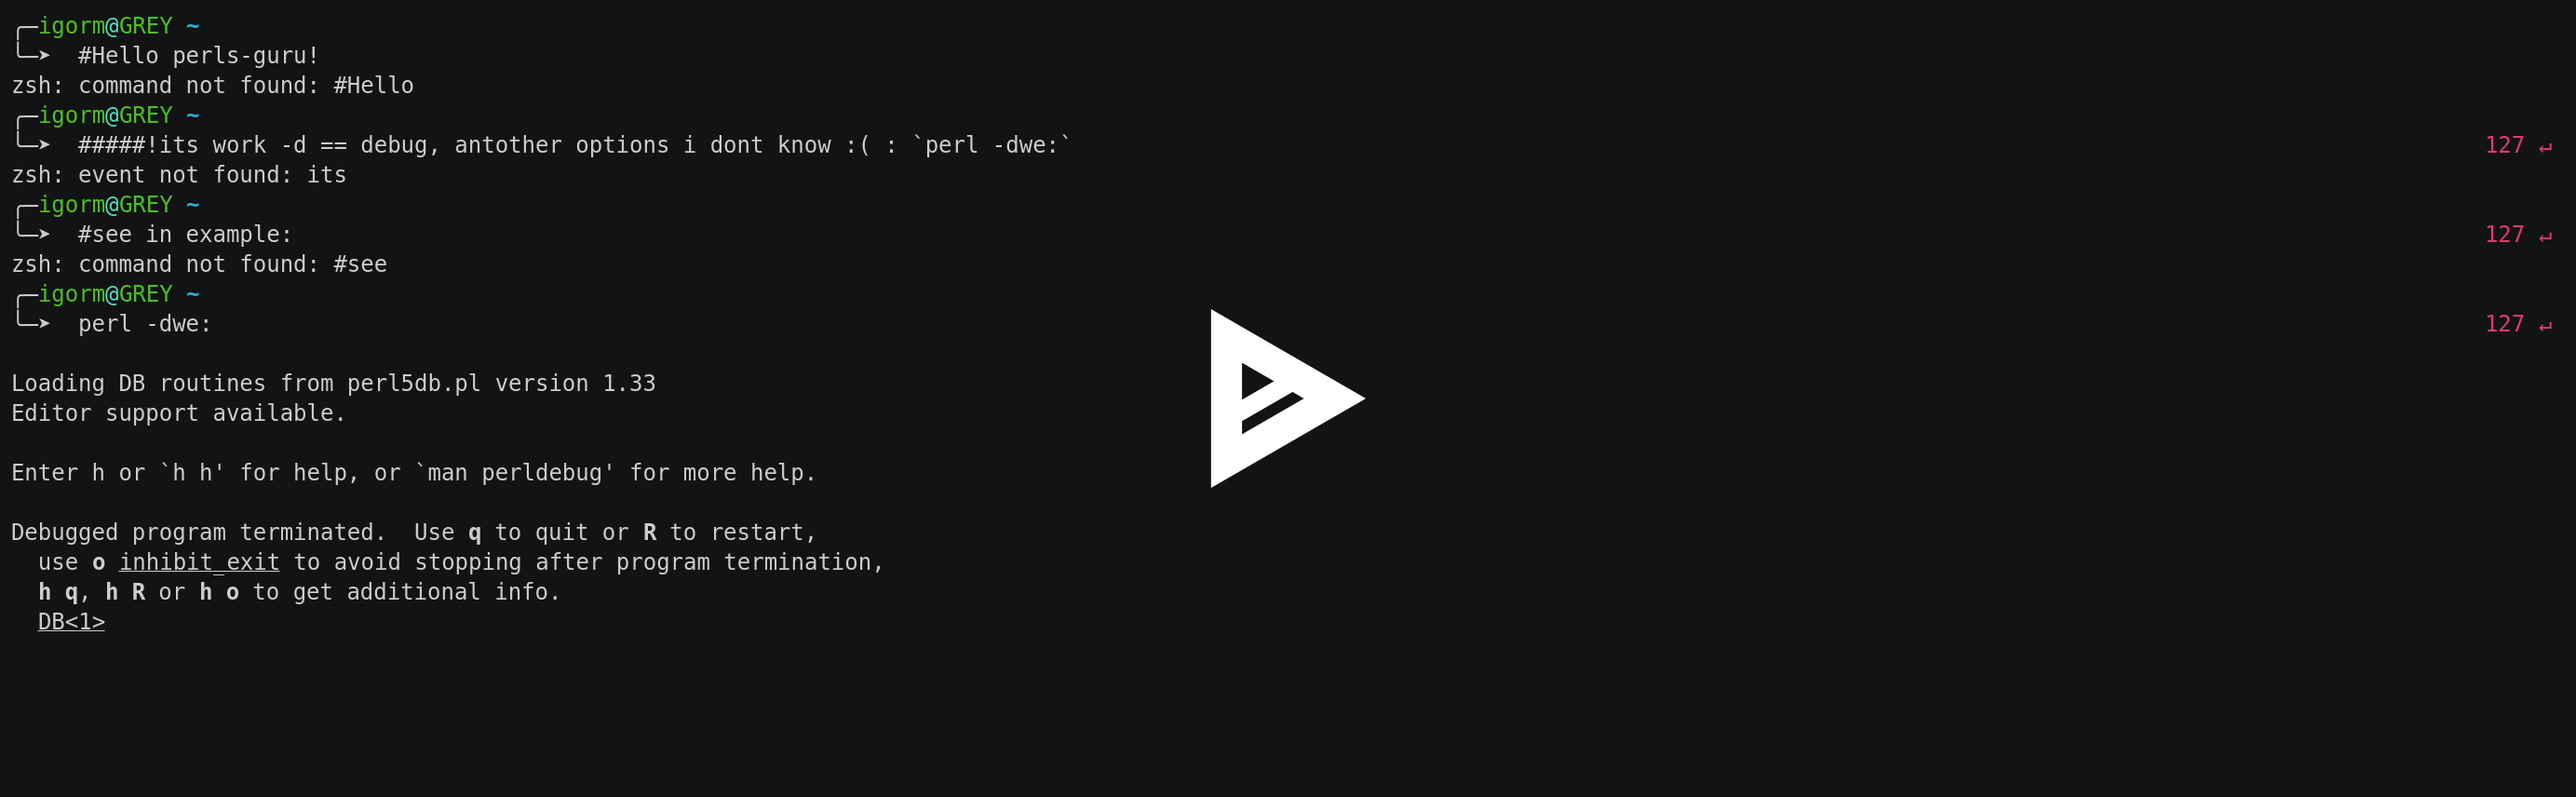 ╭─igorm@GREY ~
╰─➤  #Hello perls-guru!
zsh: command not found: #Hello
╭─igorm@GREY ~
╰─➤  #####!its work -d == debug, antother options i dont know :( : `perl -dwe:` 127 ↵
zsh: event not found: its
╭─igorm@GREY ~
╰─➤  #see in example: 127 ↵
zsh: command not found: #see
╭─igorm@GREY ~
╰─➤  perl -dwe: 127 ↵
Loading DB routines from perl5db.pl version 1.33
Editor support available.
Enter h or `h h' for help, or `man perldebug' for more help.
Debugged program terminated.  Use q to quit or R to restart,
  use o inhibit_exit to avoid stopping after program termination,
  h q, h R or h o to get additional info.
  DB<1>